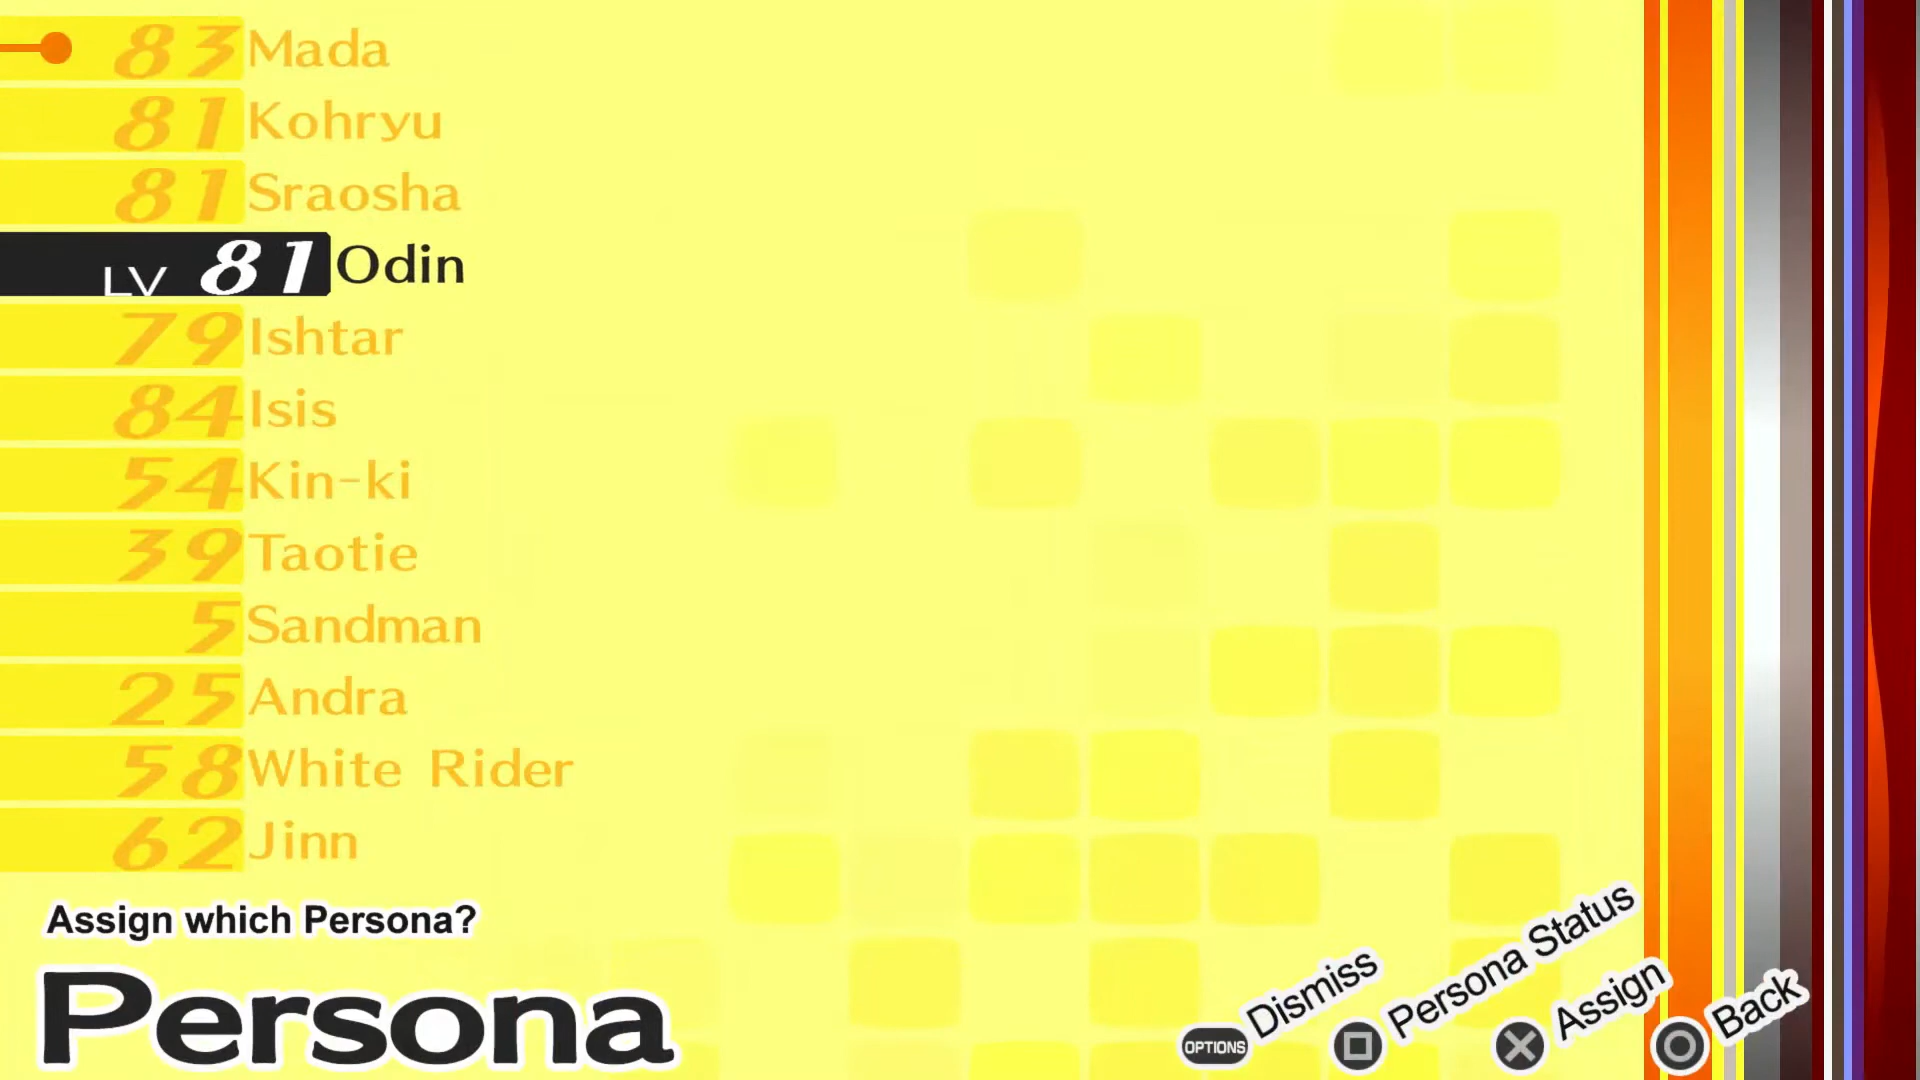 83 Mada
81 Kohryu
81 Sraosha
LV 81 Odin
79 Ishtar
84 Isis
54 Kin-ki
39 Taotie
5 Sandman
25 Andra
58 White Rider
62 Jinn
Assign which Persona?
Persona
OPTIONS Dismiss
Persona Status
Assign
Back